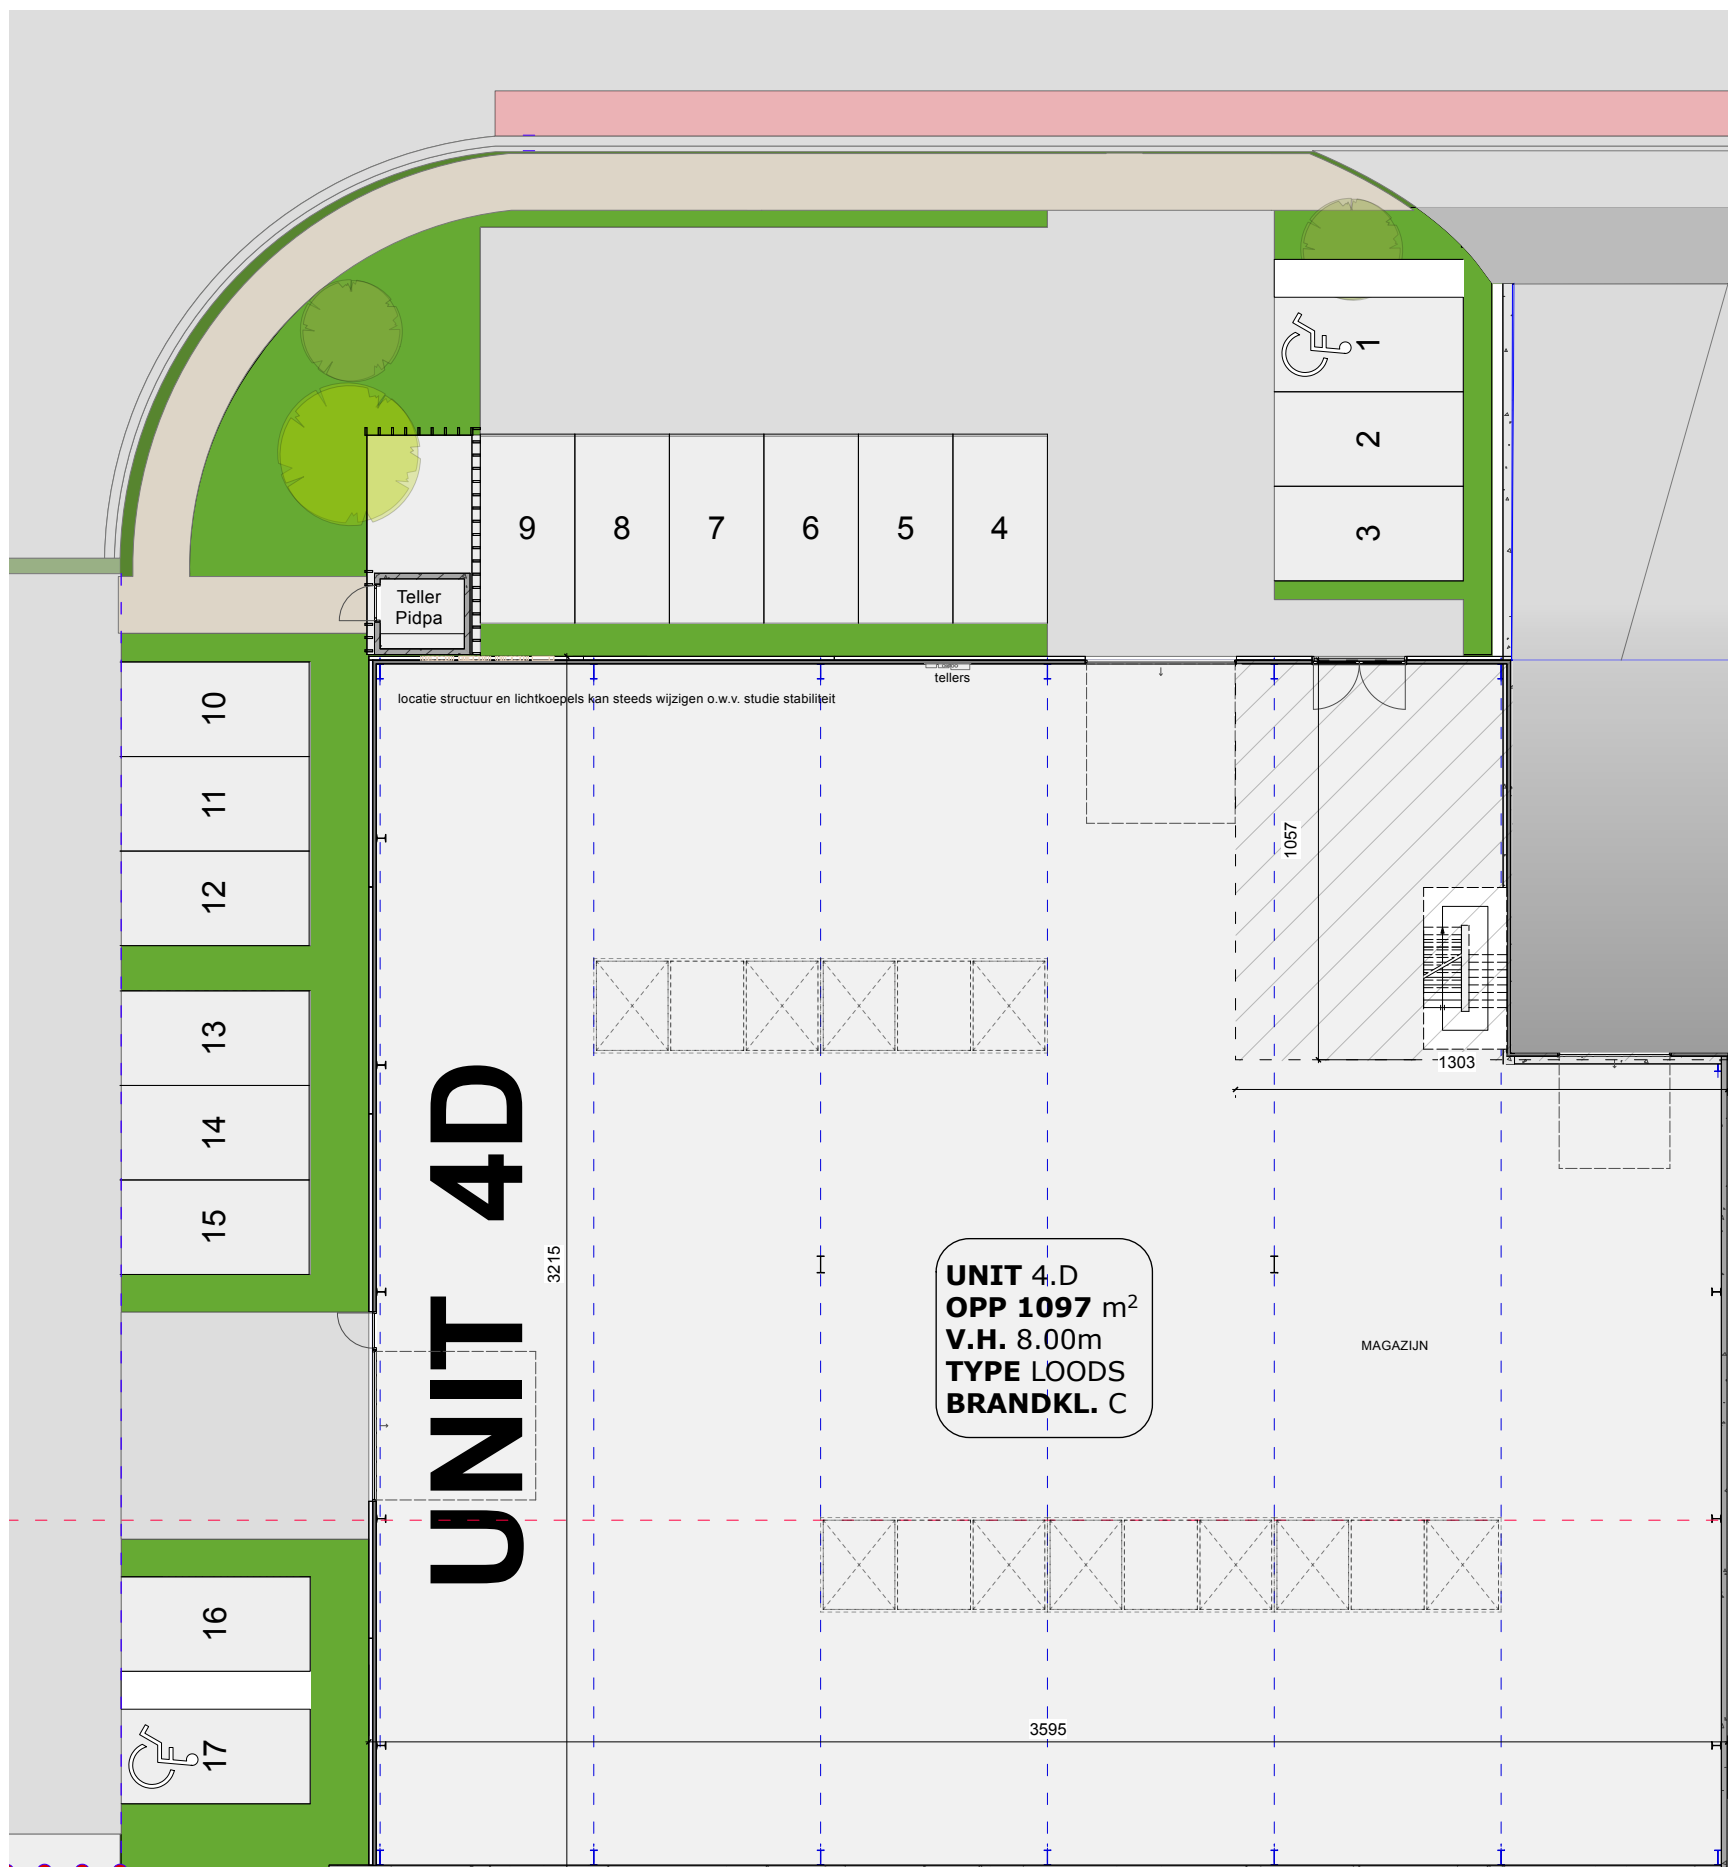 1
2
3
9 8 7 6 5 4
Teller
Pidpa
tellers
locatie structuur en lichtkoepels kan steeds wijzigen o.w.v. studie stabiliteit
10
11
12
13
14
15
16
17
1057
1303
3215
UNIT 4D
UNIT 4.D
OPP 1097 m²
V.H. 8.00m
TYPE LOODS
BRANDKL. C
MAGAZIJN
3595